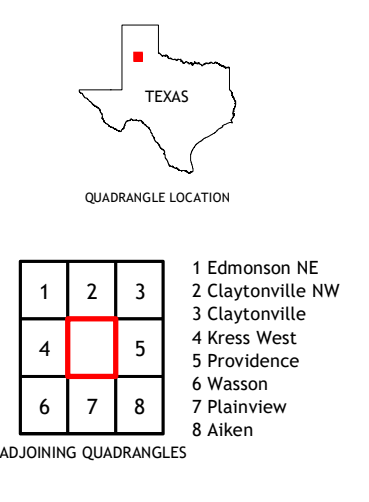 TEXAS
QUADRANGLE LOCATION
1 2 3
4 5
6 7 8
1 Edmonson NE
2 Claytonville NW
3 Claytonville
4 Kress West
5 Providence
6 Wasson
7 Plainview
8 Aiken
ADJOINING QUADRANGLES